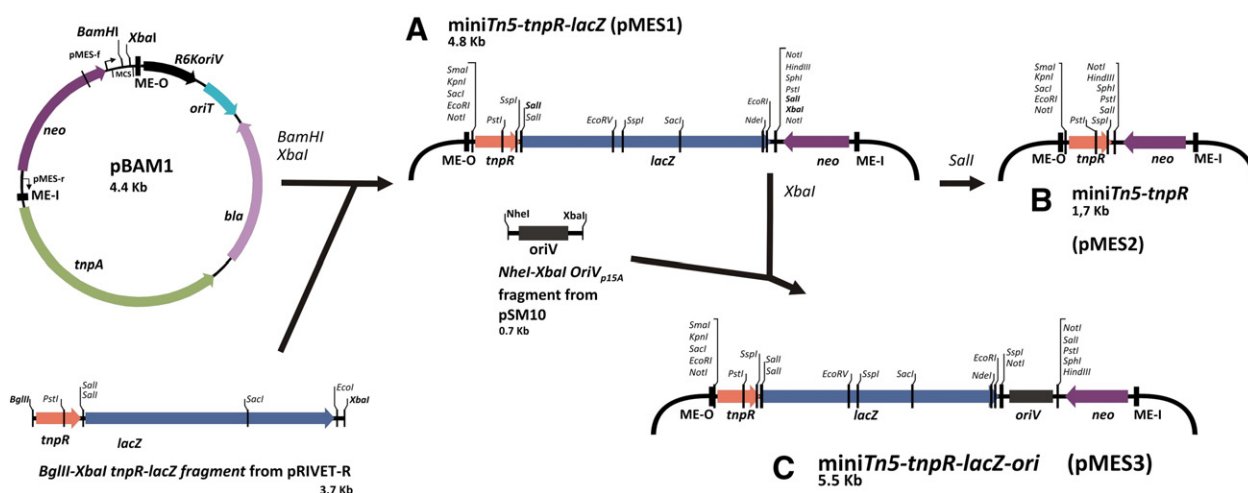 BamHI
XbaI
pMES-f
MCS
ME-O
R6KoriV
oriT
neo
pBAM1
4.4 Kb
pMES-r
ME-I
bla
tnpA
BamHI
XbaI
A
miniTn5-tnpR-lacZ (pMES1)
4.8 Kb
SmaI
KpnI
SacI
EcoRI
NotI
PstI
SspI
SalI
SalI
EcoRV
SspI
SacI
EcoRI
NdeI
NotI
HindIII
SphI
PstI
SalI
XbaI
NotI
ME-O
tnpR
lacZ
neo
ME-I
SalI
SmaI
KpnI
SacI
EcoRI
NotI
NotI
HindIII
SphI
PstI
SalI
PstI
SspI
ME-O
tnpR
neo
ME-I
B
miniTn5-tnpR
1,7 Kb
(pMES2)
XbaI
NheI
XbaI
oriV
NheI-XbaI OriVp15A
fragment from
pSM10
0.7 Kb
BglII
PstI
SalI
SalI
SacI
EcoI
XbaI
tnpR
lacZ
BglII-XbaI tnpR-lacZ fragment from pRIVET-R
3.7 Kb
SmaI
KpnI
SacI
EcoRI
NotI
PstI
SspI
SalI
SalI
EcoRV
SspI
SacI
EcoRI
NdeI
SspI
NotI
NotI
SalI
PstI
SphI
HindIII
ME-O
tnpR
lacZ
oriV
neo
ME-I
C
miniTn5-tnpR-lacZ-ori (pMES3)
5.5 Kb